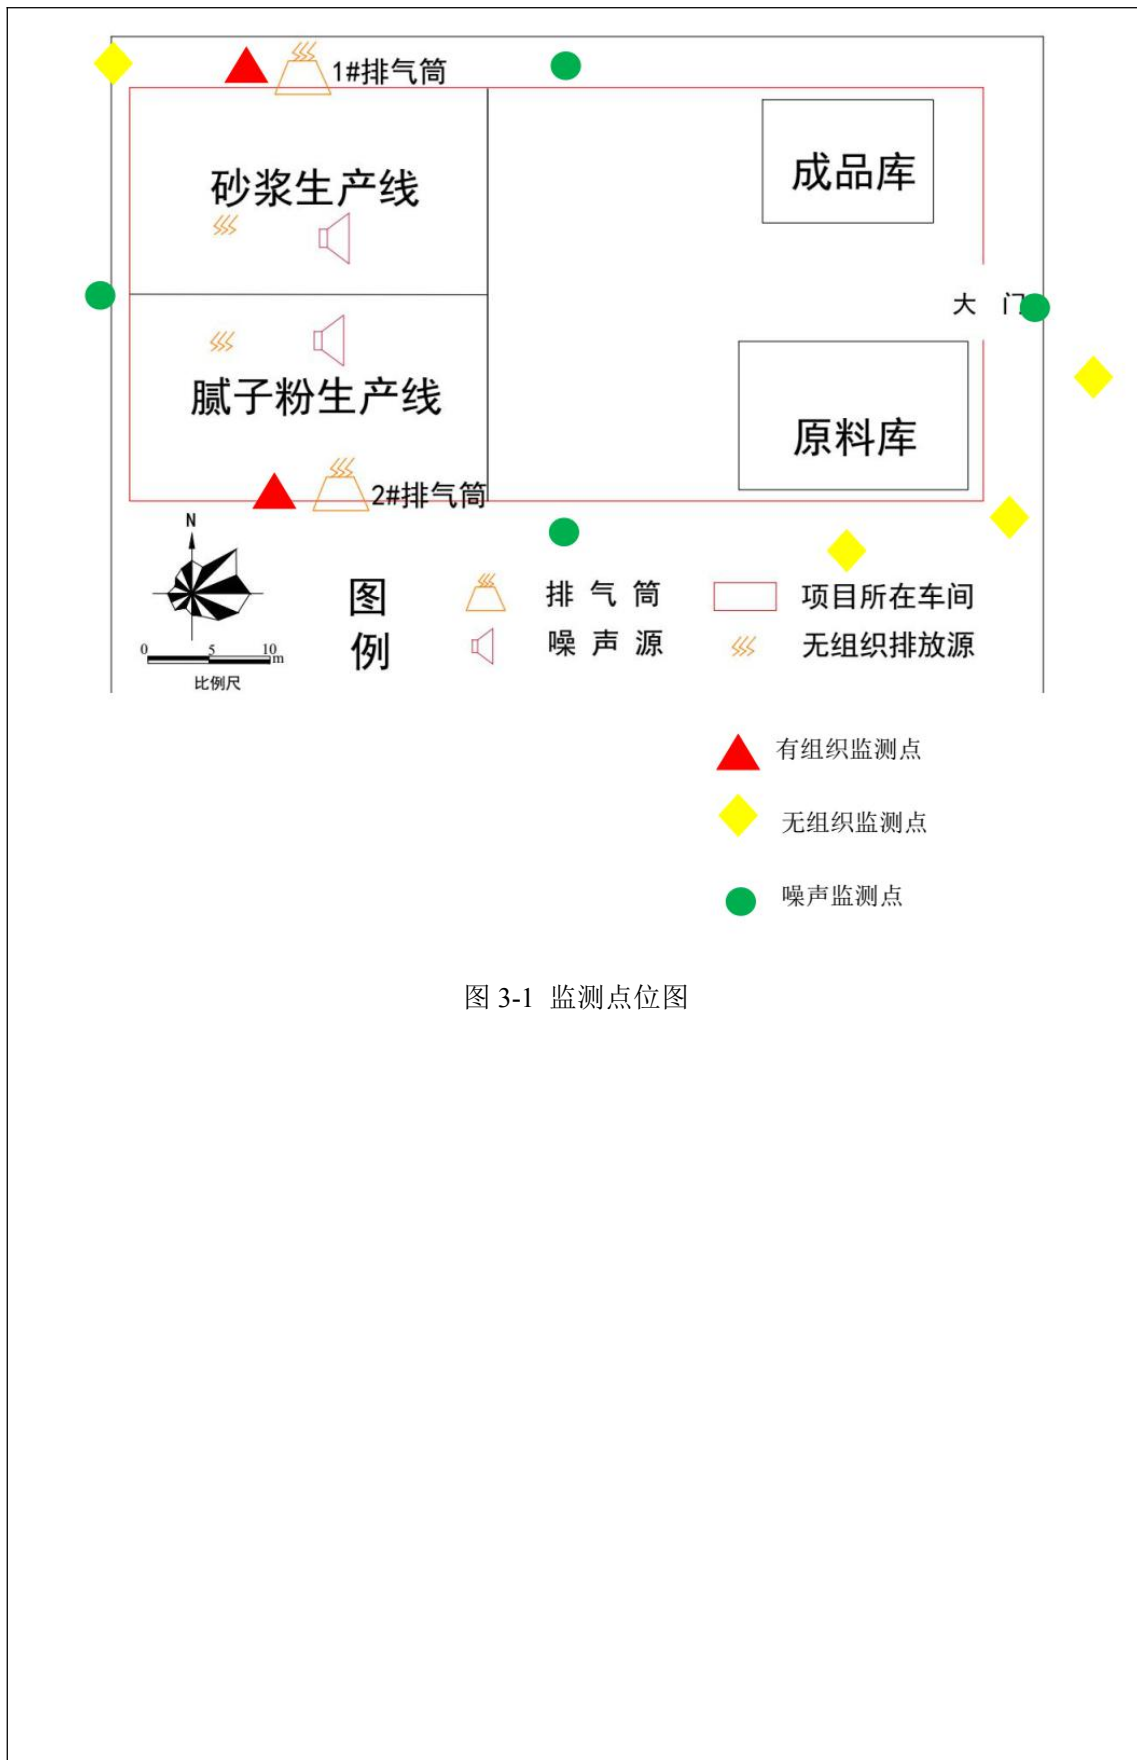 1#排气筒
砂浆生产线
成品库
大 门
腻子粉生产线
原料库
2#排气筒
N
图例
排 气 筒
项目所在车间
噪 声 源
无组织排放源
0 5 10 m
比例尺
有组织监测点
无组织监测点
噪声监测点
图 3-1 监测点位图